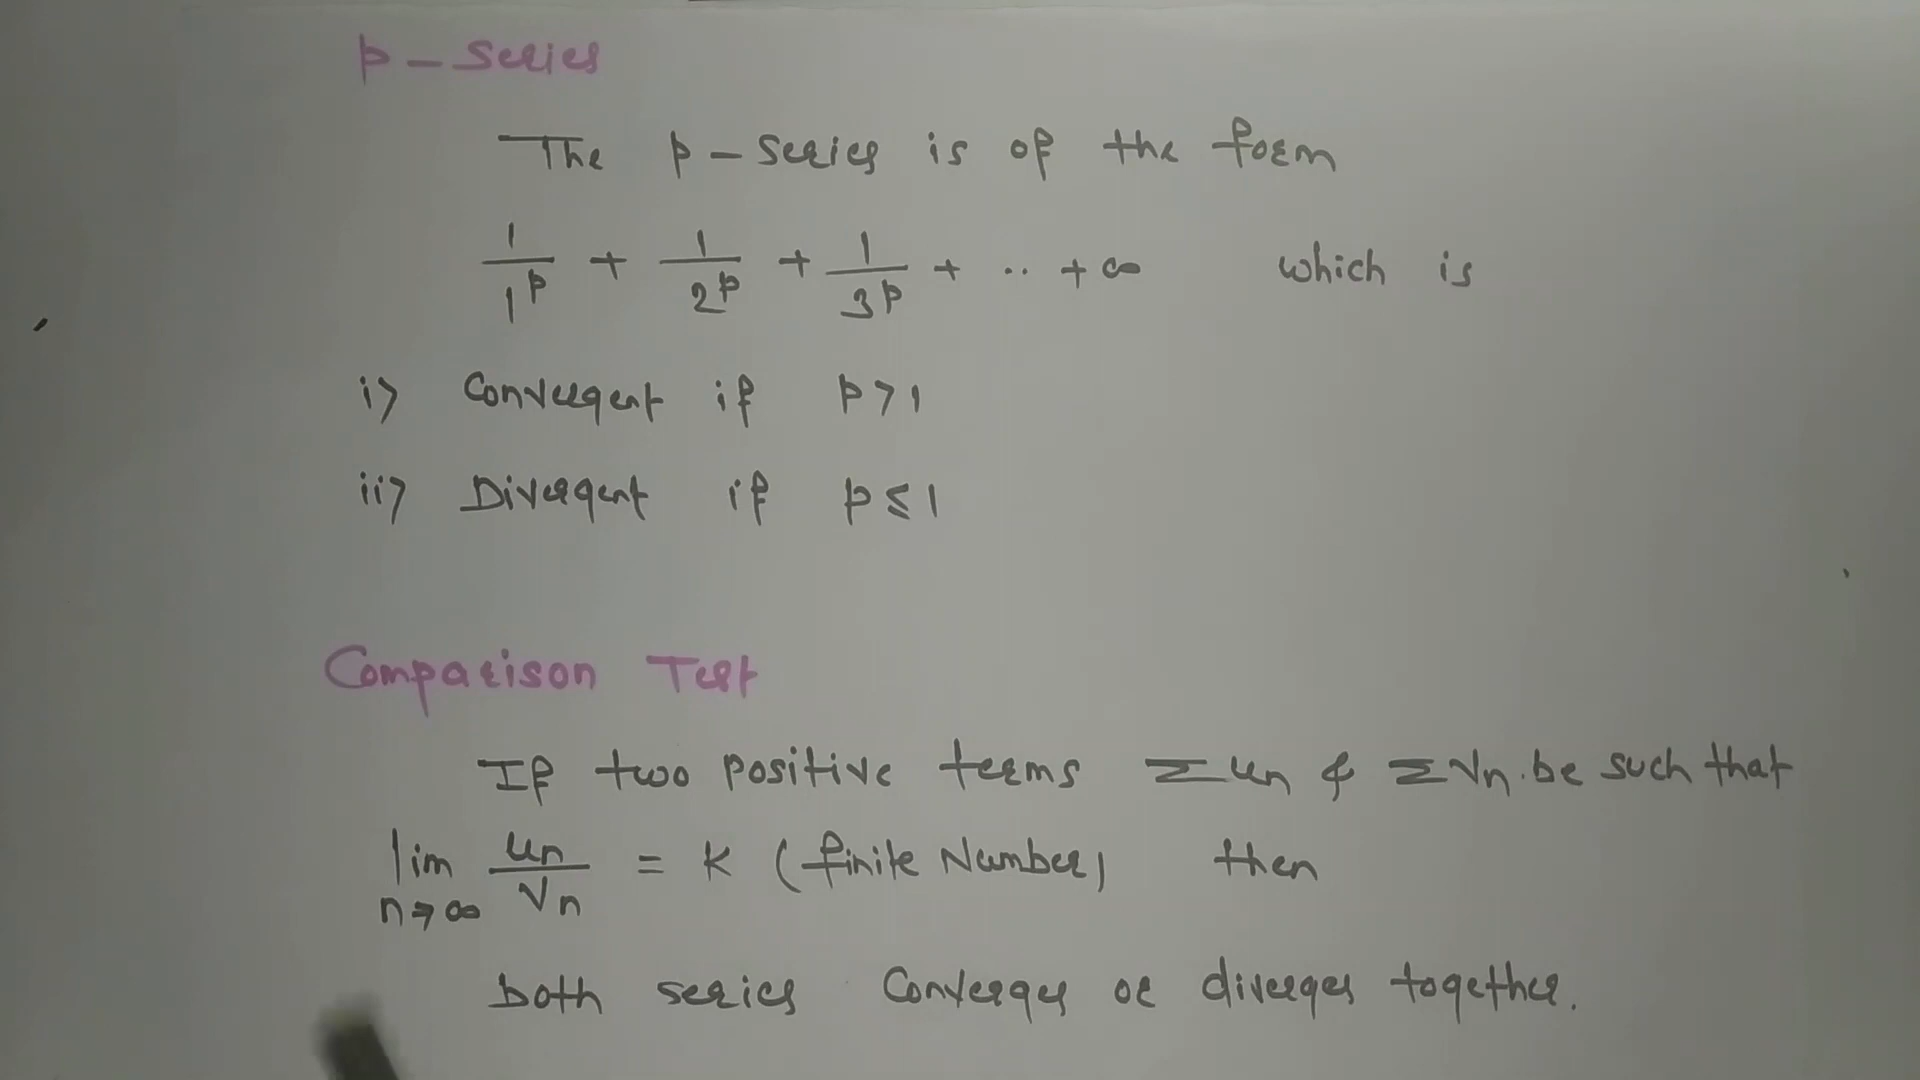 p - series
The p - series is of the form
1/1^p + 1/2^p + 1/3^p + .. + ∞ which is
i> Convergent if p > 1
ii> Divergent if p ≤ 1
Comparison Test
If two positive terms Σun & Σvn. be such that
lim n→∞ un/vn = K (finite Number) then
both series Converges or diverges together.